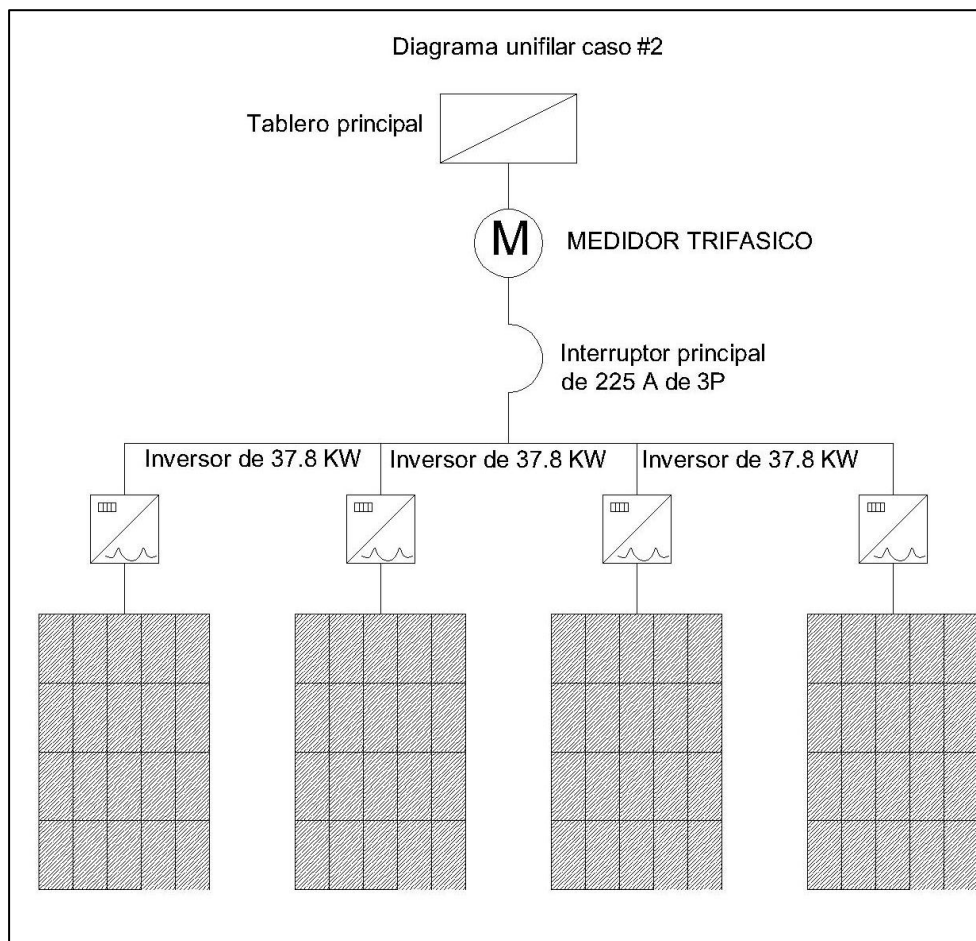 Diagrama unifilar caso #2
Tablero principal
M
MEDIDOR TRIFASICO
Interruptor principal
de 225 A de 3P
Inversor de 37.8 KW
Inversor de 37.8 KW
Inversor de 37.8 KW